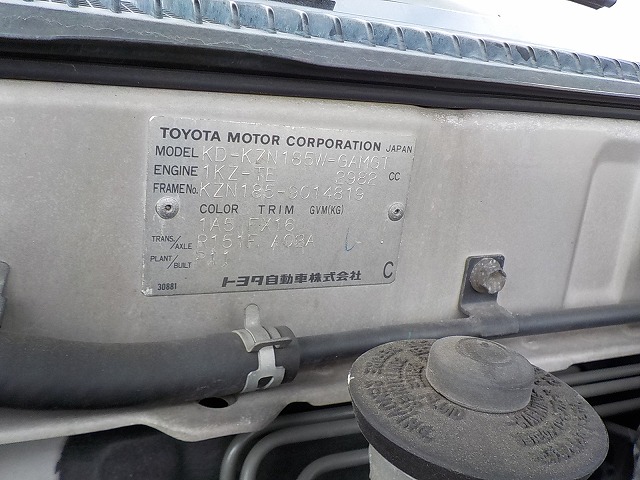 TOYOTA MOTOR CORPORATION JAPAN
MODEL KD-KZN185W-GAMGT
ENGINE 1KZ-TE 2982 CC
FRAME No. KZN185-9014819
COLOR TRIM GVM(KG)
1A5 FX16
TRANS./AXLE R151F A03A
PLANT/BUILT
トヨタ自動車株式会社
30881 C